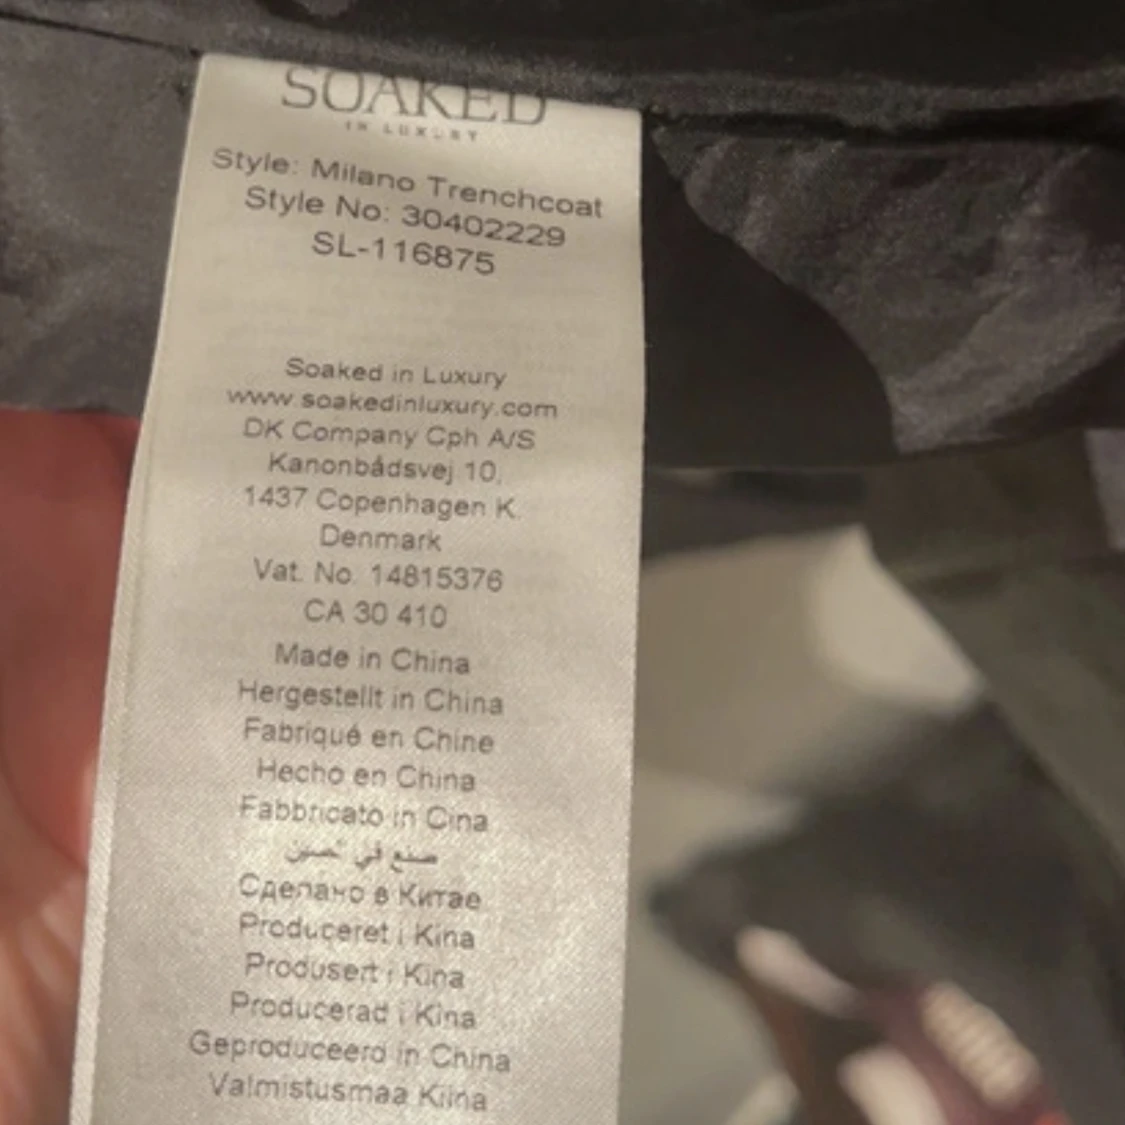 SOAKED
IN LUXURY
Style: Milano Trenchcoat
Style No: 30402229
SL-116875
Soaked in Luxury
www.soakedinluxury.com
DK Company Cph A/S
Kanonbådsvej 10,
1437 Copenhagen K.
Denmark
Vat. No. 14815376
CA 30 410
Made in China
Hergestellt in China
Fabriqué en Chine
Hecho en China
Fabbricato in Cina
صنع في الصين
Сделано в Китае
Produceret i Kina
Produsert i Kina
Producerad i Kina
Geproduceerd in China
Valmistusmaa Kiina